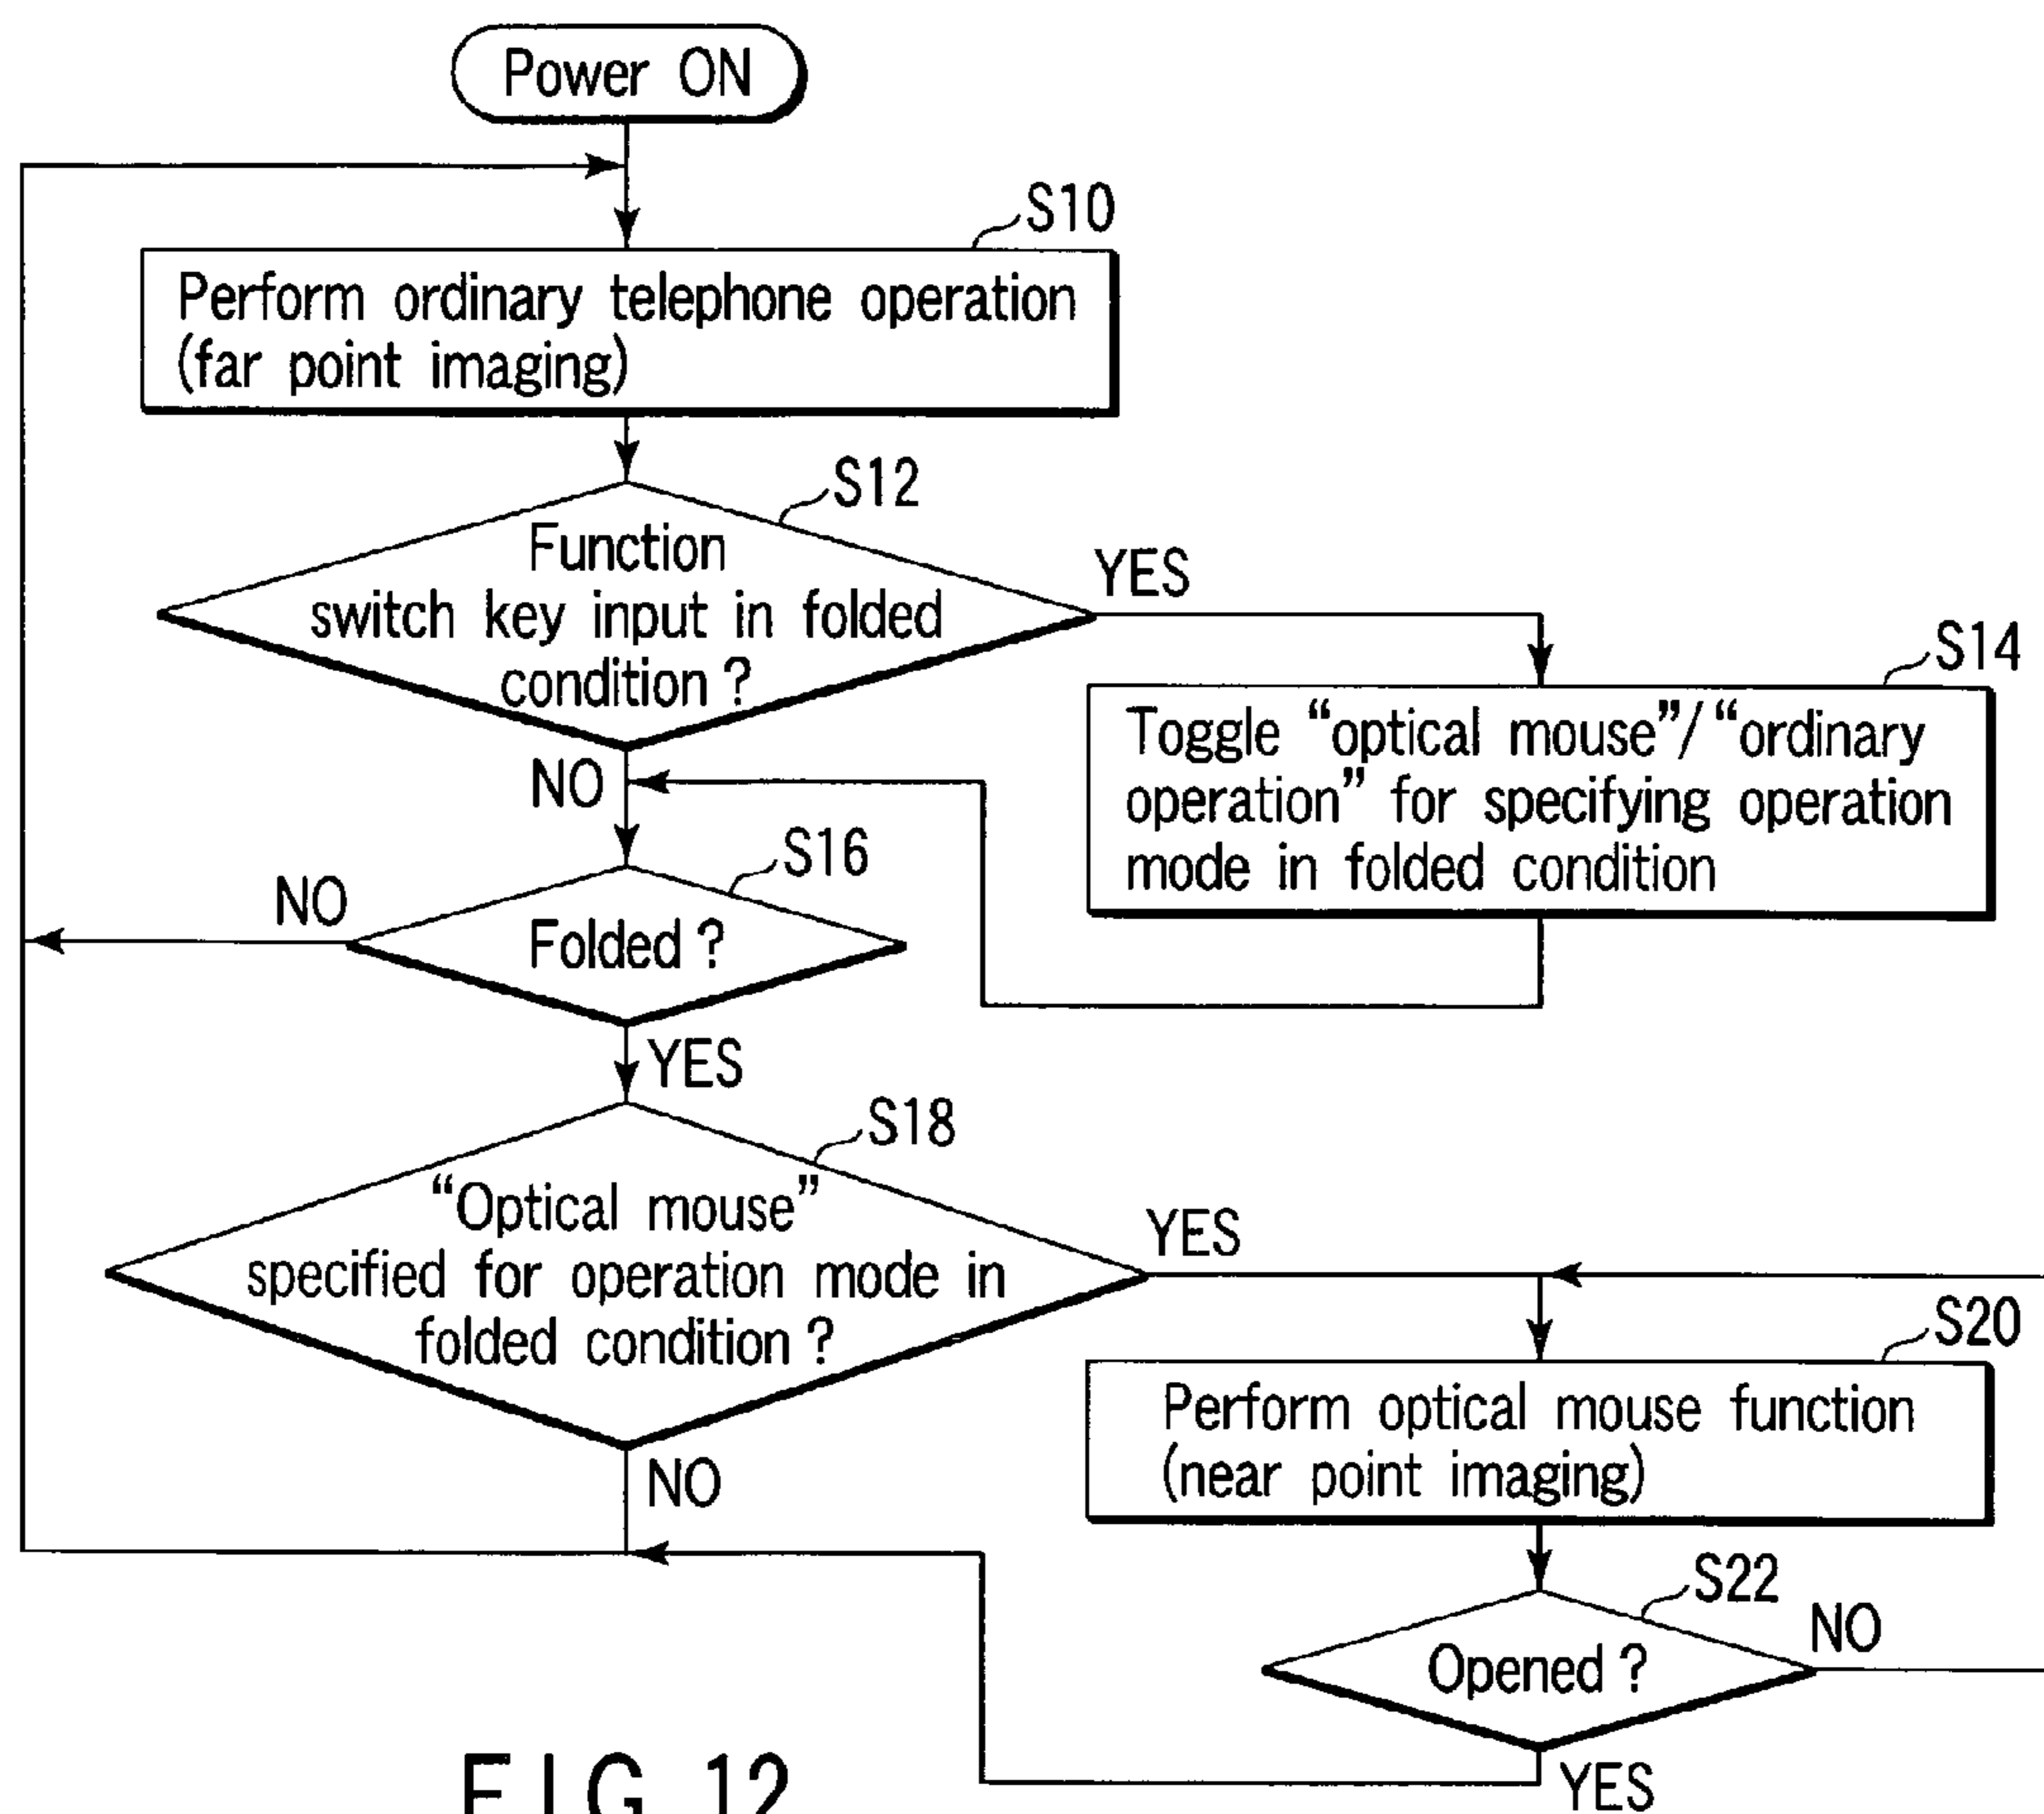 Power ON
S10
Perform ordinary telephone operation
(far point imaging)
S12
Function
switch key input in folded
condition ?
YES
NO
S14
Toggle “optical mouse”/ “ordinary
operation” for specifying operation
mode in folded condition
S16
Folded ?
NO
YES
S18
“Optical mouse”
specified for operation mode in
folded condition ?
YES
NO
S20
Perform optical mouse function
(near point imaging)
S22
Opened ?
NO
YES
FIG. 12